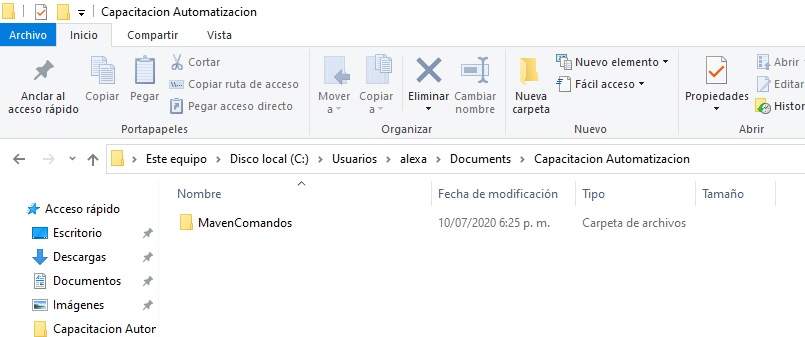 Capacitacion Automatizacion
Archivo Inicio Compartir Vista
Anclar al acceso rápido
Copiar
Pegar
Cortar
Copiar ruta de acceso
Pegar acceso directo
Portapapeles
Mover a
Copiar a
Eliminar
Cambiar nombre
Organizar
Nueva carpeta
Nuevo elemento
Fácil acceso
Nuevo
Propiedades
Abrir
Editar
Histor
Abrir
Este equipo > Disco local (C:) > Usuarios > alexa > Documents > Capacitacion Automatizacion
Nombre Fecha de modificación Tipo Tamaño
MavenComandos 10/07/2020 6:25 p. m. Carpeta de archivos
Acceso rápido
Escritorio
Descargas
Documentos
Imágenes
Capacitacion Autor